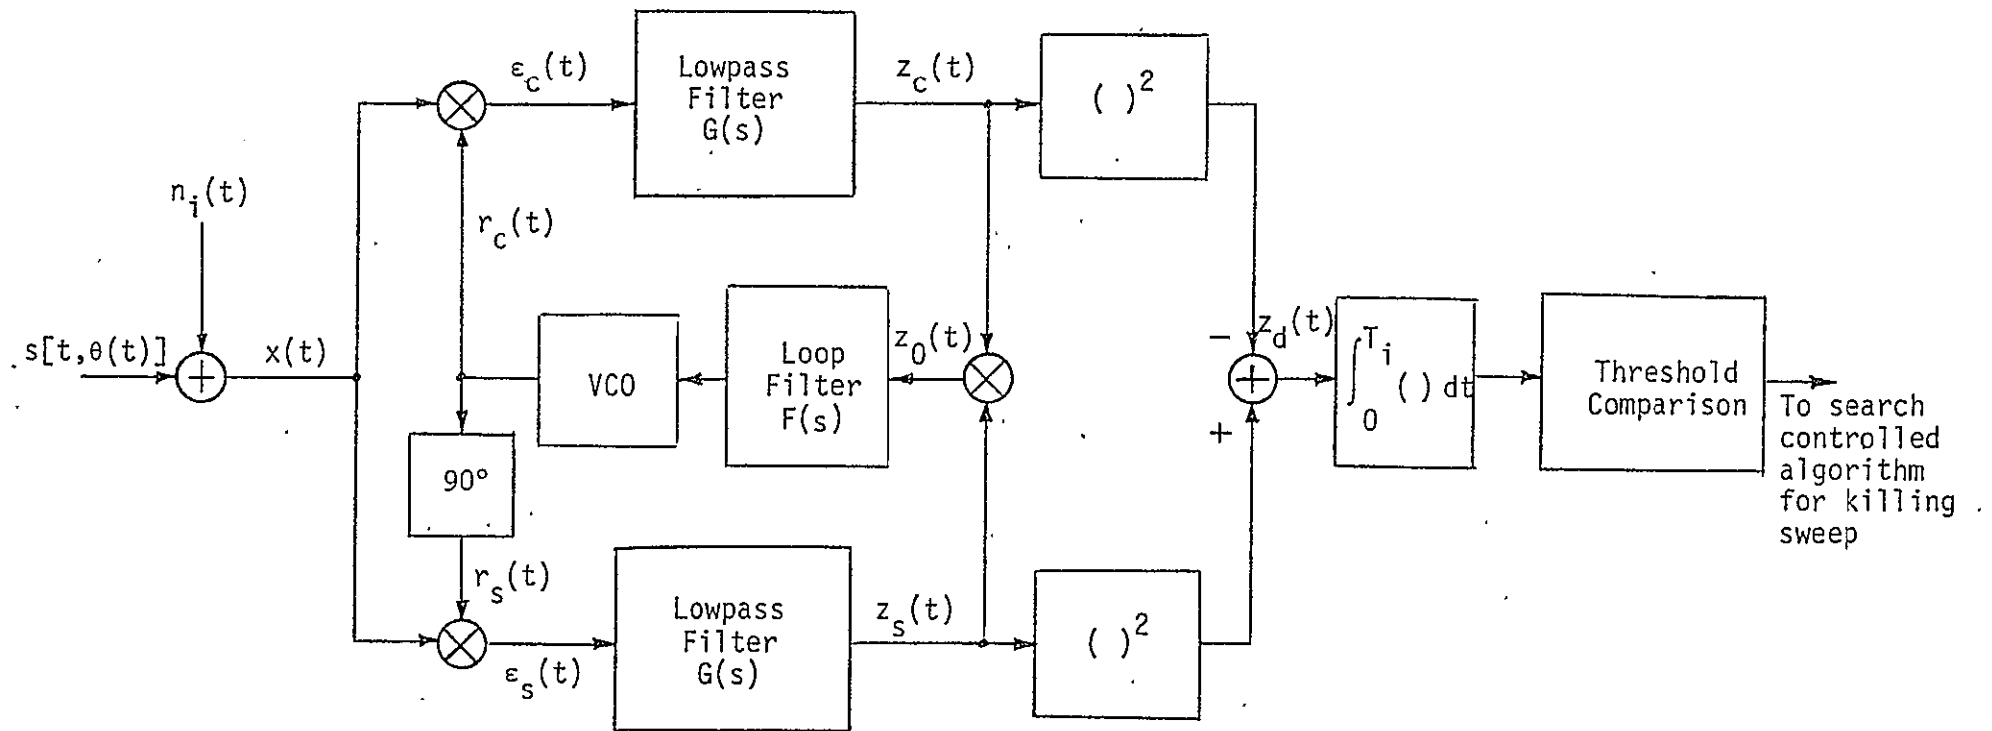 ε_c(t)
Lowpass
Filter
G(s)
z_c(t)
( )^2
n_i(t)
r_c(t)
s[t,θ(t)]
x(t)
VCO
Loop
Filter
F(s)
z_0(t)
−
z_d(t)
+
+
+
∫_0^T_i ( ) dt
Threshold
Comparison
To search
controlled
algorithm
for killing
sweep
90°
r_s(t)
ε_s(t)
Lowpass
Filter
G(s)
z_s(t)
( )^2